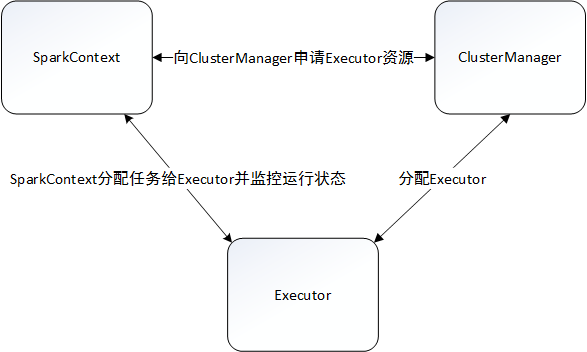 SparkContext
向ClusterManager申请Executor资源
ClusterManager
SparkContext分配任务给Executor并监控运行状态
分配Executor
Executor